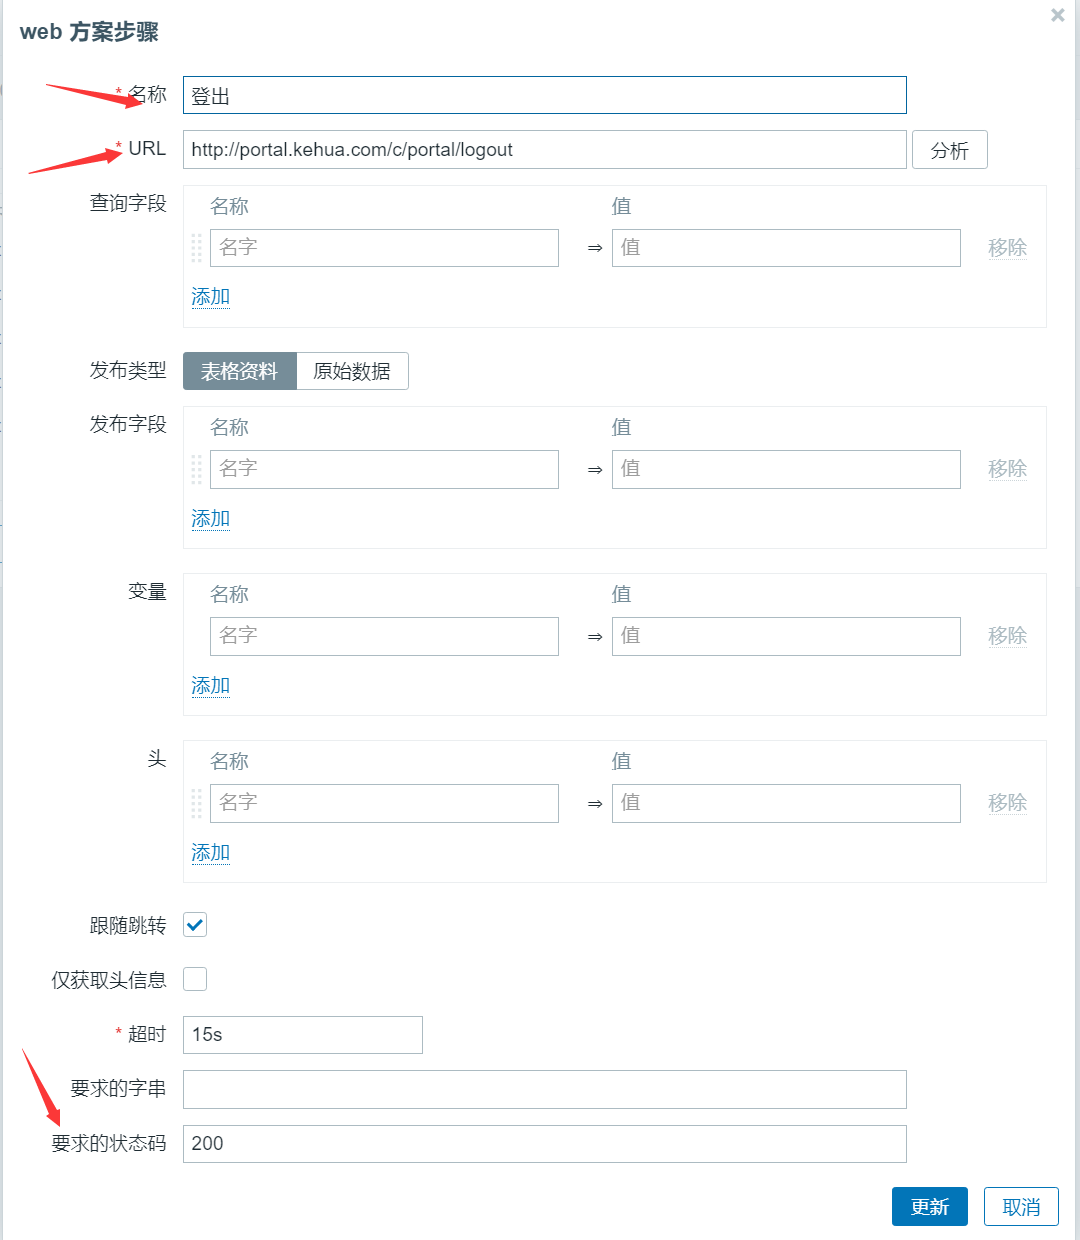 web 方案步骤
×
* 名称 登出
* URL http://portal.kehua.com/c/portal/logout 分析
查询字段 名称 值
名字 ⇒ 值 移除
添加
发布类型 表格资料 原始数据
发布字段 名称 值
名字 ⇒ 值 移除
添加
变量 名称 值
名字 ⇒ 值 移除
添加
头 名称 值
名字 ⇒ 值 移除
添加
跟随跳转
仅获取头信息
* 超时 15s
要求的字串
要求的状态码 200
更新 取消